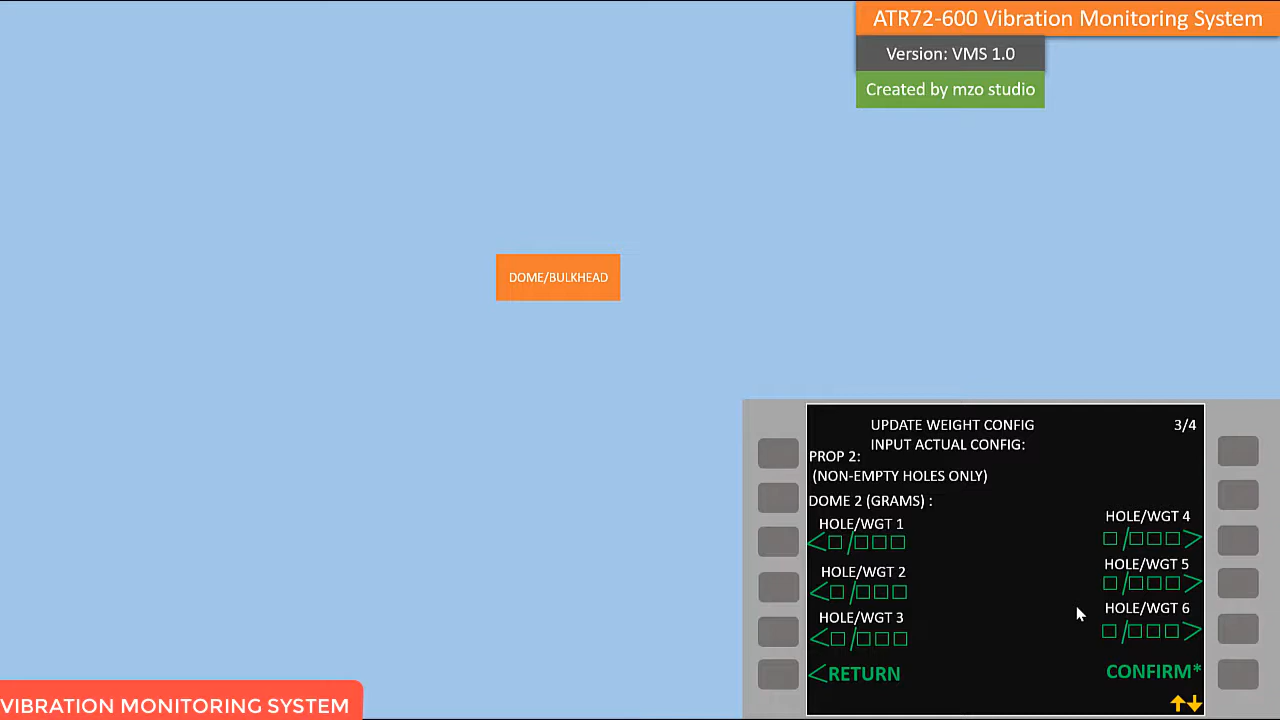 ATR72-600 Vibration Monitoring System
Version: VMS 1.0
Created by mzo studio
DOME/BULKHEAD
UPDATE WEIGHT CONFIG 3/4
INPUT ACTUAL CONFIG:
PROP 2:
(NON-EMPTY HOLES ONLY)
DOME 2 (GRAMS) :
HOLE/WGT 1
<□/□□□
HOLE/WGT 2
<□/□□□
HOLE/WGT 3
<□/□□□
HOLE/WGT 4
□/□□□>
HOLE/WGT 5
□/□□□>
HOLE/WGT 6
□/□□□>
<RETURN
CONFIRM*
VIBRATION MONITORING SYSTEM